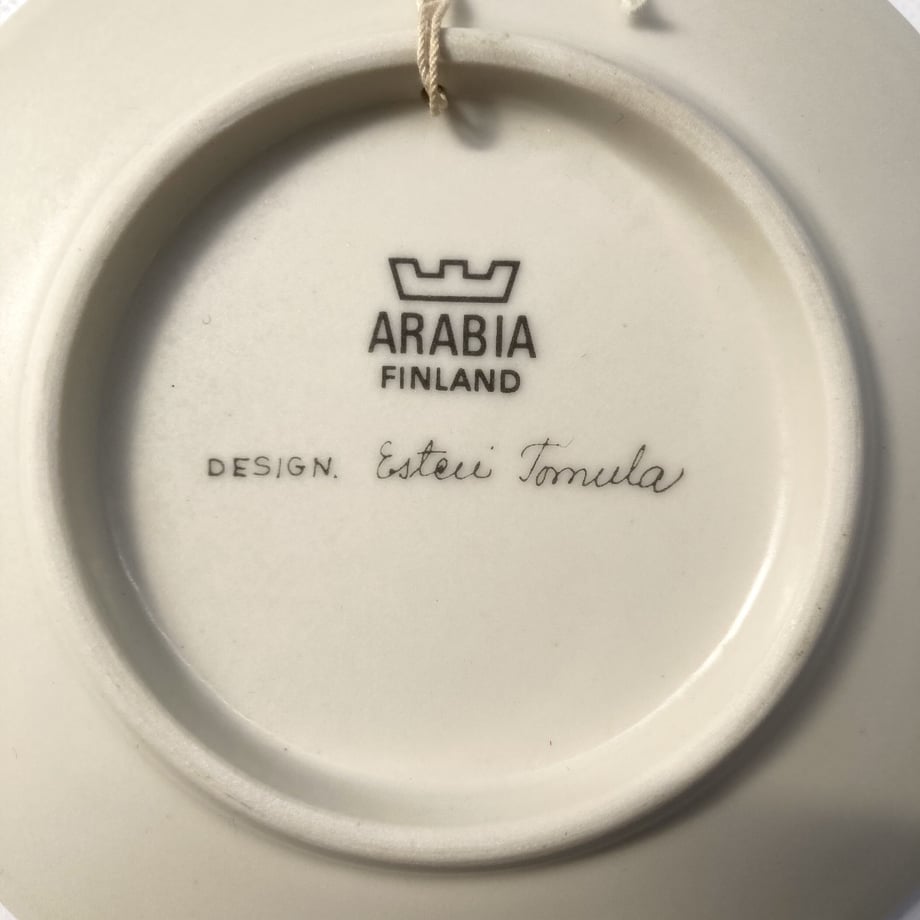 ARABIA
FINLAND
DESIGN. Esteri Tomula